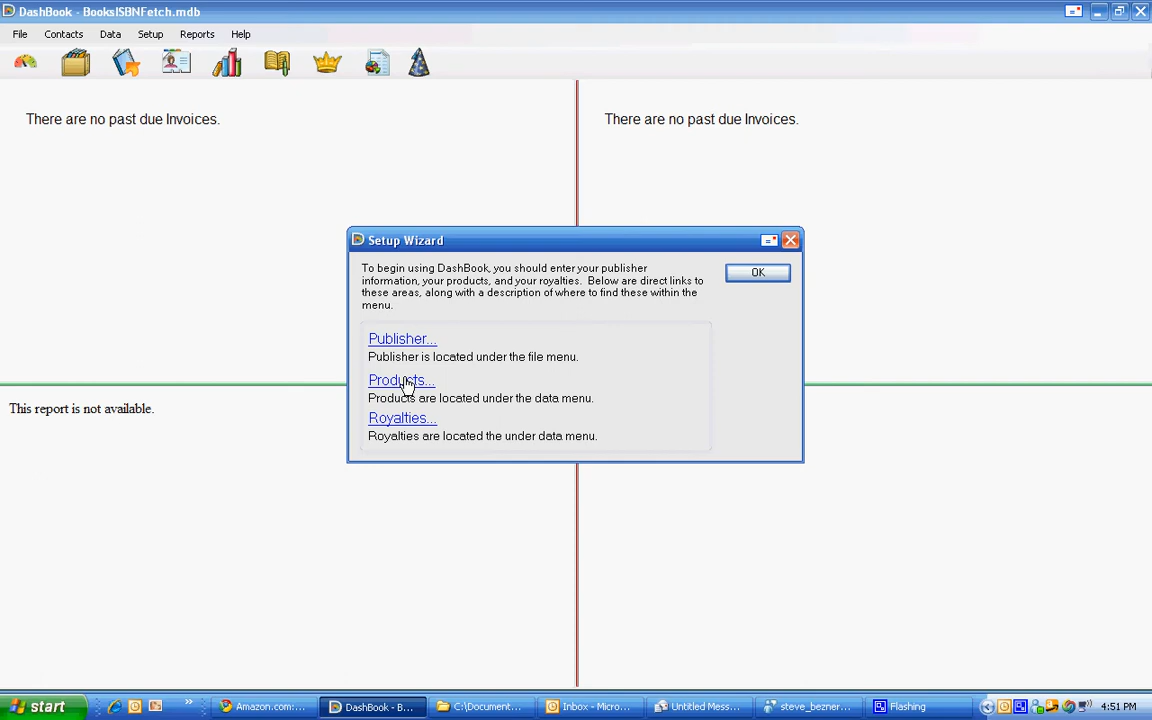 DashBook - BooksISBNFetch.mdb
File Contacts Data Setup Reports Help
There are no past due Invoices.
There are no past due Invoices.
Setup Wizard
To begin using DashBook, you should enter your publisher
information, your products, and your royalties. Below are direct links to
these areas, along with a description of where to find these within the
menu.
OK
Publisher...
Publisher is located under the file menu.
Products...
Products are located under the data menu.
Royalties...
Royalties are located the under data menu.
This report is not available.
start
Amazon.com:...
DashBook - B...
C:\Document...
Inbox - Micro...
Untitled Mess...
steve_bezner...
Flashing
4:51 PM